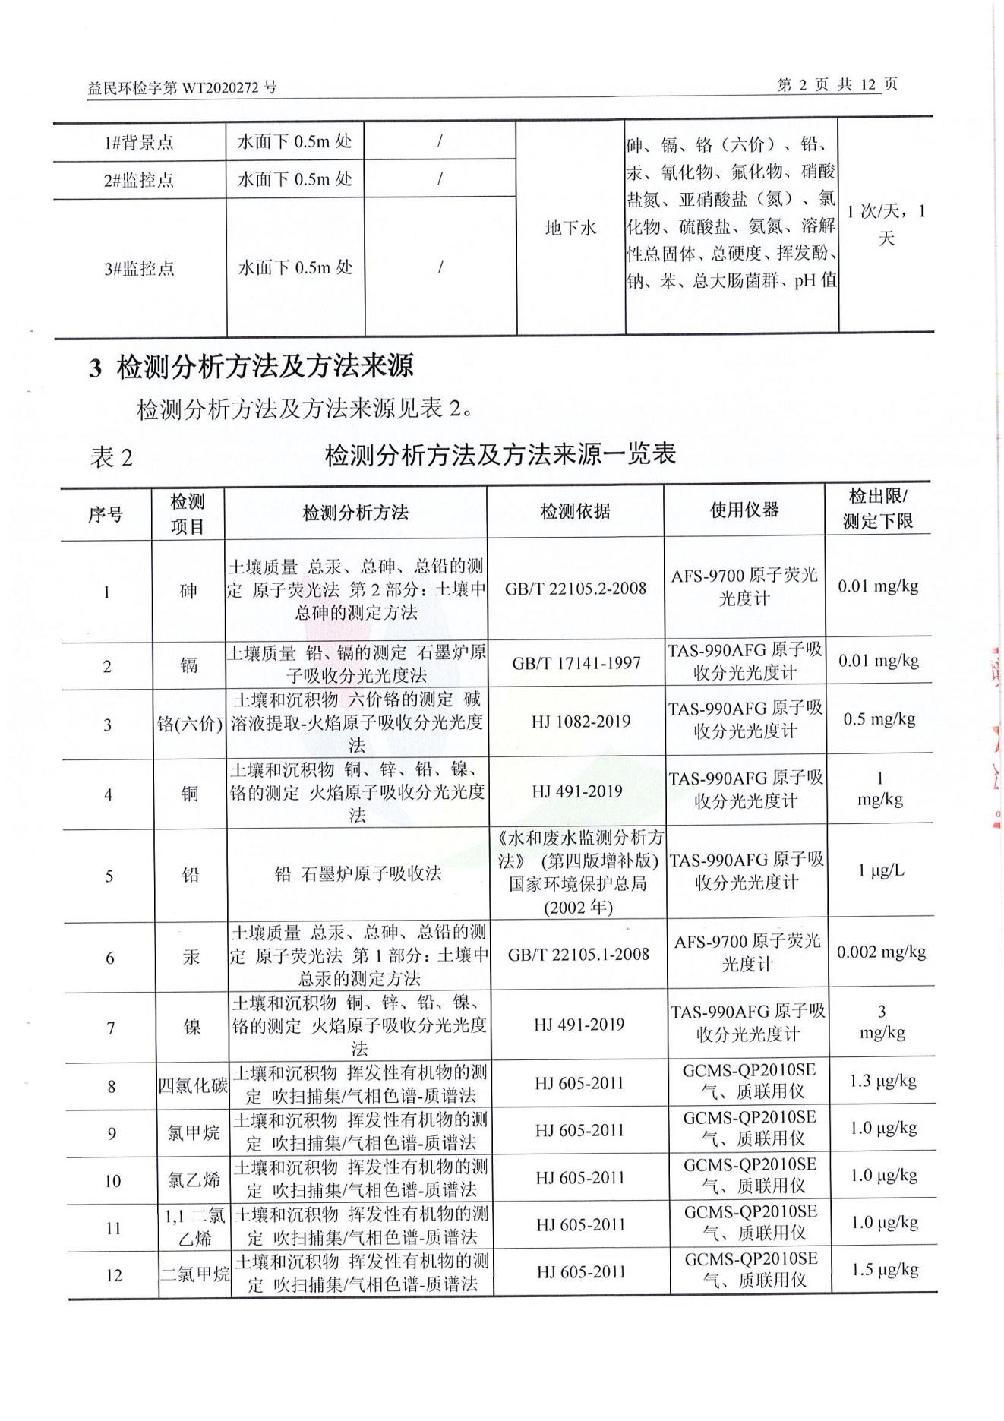 益民环检字第 WT2020272 号
第 2 页 共 12 页
1#背景点 水面下 0.5m 处 /
2#监控点 水面下 0.5m 处 /
3#监控点 水面下 0.5m 处 /
地下水
砷、镉、铬（六价）、铅、
汞、氰化物、氟化物、硝酸
盐氮、亚硝酸盐（氮）、氯
化物、硫酸盐、氨氮、溶解
性总固体、总硬度、挥发酚、
钠、苯、总大肠菌群、pH 值
1 次/天，1
天
3 检测分析方法及方法来源
检测分析方法及方法来源见表 2。
表 2 检测分析方法及方法来源一览表
序号
检测
项目
检测分析方法
检测依据
使用仪器
检出限/
测定下限
1
砷
土壤质量 总汞、总砷、总铅的测
定 原子荧光法 第 2 部分：土壤中
总砷的测定方法
GB/T 22105.2-2008
AFS-9700 原子荧光
光度计
0.01 mg/kg
2
镉
土壤质量 铅、镉的测定 石墨炉原
子吸收分光光度法
GB/T 17141-1997
TAS-990AFG 原子吸
收分光光度计
0.01 mg/kg
3
铬(六价)
土壤和沉积物 六价铬的测定 碱
溶液提取-火焰原子吸收分光光度
法
HJ 1082-2019
TAS-990AFG 原子吸
收分光光度计
0.5 mg/kg
4
铜
土壤和沉积物 铜、锌、铅、镍、
铬的测定 火焰原子吸收分光光度
法
HJ 491-2019
TAS-990AFG 原子吸
收分光光度计
1
mg/kg
5
铅
铅 石墨炉原子吸收法
《水和废水监测分析方
法》 (第四版增补版)
国家环境保护总局
(2002 年)
TAS-990AFG 原子吸
收分光光度计
1 μg/L
6
汞
土壤质量 总汞、总砷、总铅的测
定 原子荧光法 第 1 部分：土壤中
总汞的测定方法
GB/T 22105.1-2008
AFS-9700 原子荧光
光度计
0.002 mg/kg
7
镍
土壤和沉积物 铜、锌、铅、镍、
铬的测定 火焰原子吸收分光光度
法
HJ 491-2019
TAS-990AFG 原子吸
收分光光度计
3
mg/kg
8
四氯化碳
土壤和沉积物 挥发性有机物的测
定 吹扫捕集/气相色谱-质谱法
HJ 605-2011
GCMS-QP2010SE
气、质联用仪
1.3 μg/kg
9
氯甲烷
土壤和沉积物 挥发性有机物的测
定 吹扫捕集/气相色谱-质谱法
HJ 605-2011
GCMS-QP2010SE
气、质联用仪
1.0 μg/kg
10
氯乙烯
土壤和沉积物 挥发性有机物的测
定 吹扫捕集/气相色谱-质谱法
HJ 605-2011
GCMS-QP2010SE
气、质联用仪
1.0 μg/kg
11
1,1 二氯
乙烯
土壤和沉积物 挥发性有机物的测
定 吹扫捕集/气相色谱-质谱法
HJ 605-2011
GCMS-QP2010SE
气、质联用仪
1.0 μg/kg
12
二氯甲烷
土壤和沉积物 挥发性有机物的测
定 吹扫捕集/气相色谱-质谱法
HJ 605-2011
GCMS-QP2010SE
气、质联用仪
1.5 μg/kg